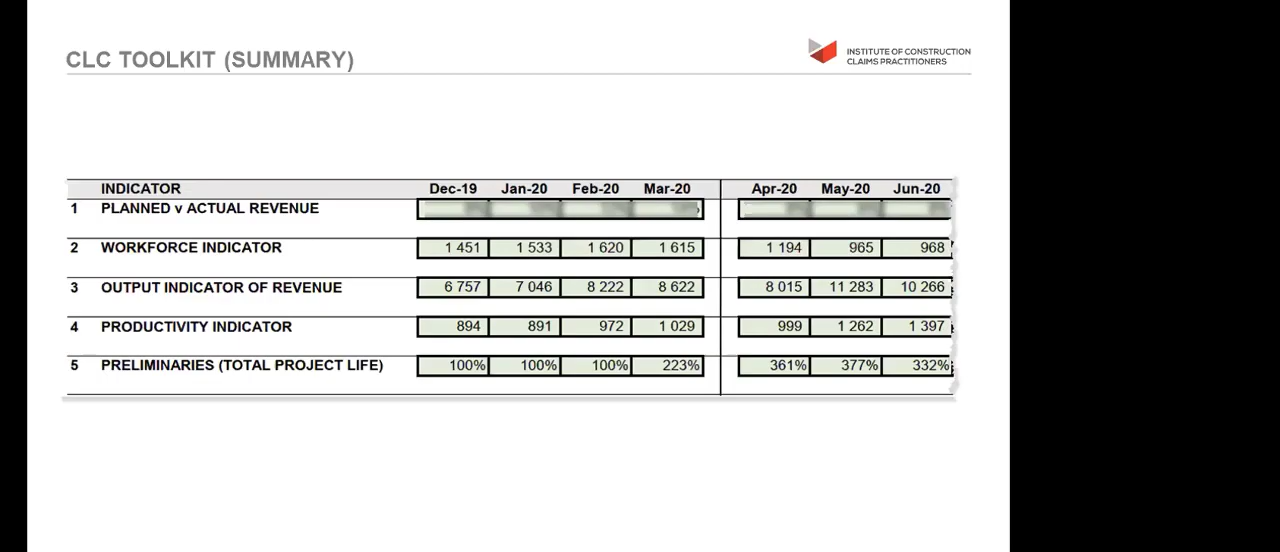 CLC TOOLKIT (SUMMARY)
INSTITUTE OF CONSTRUCTION
CLAIMS PRACTITIONERS
INDICATOR Dec-19 Jan-20 Feb-20 Mar-20 Apr-20 May-20 Jun-20
1 PLANNED v ACTUAL REVENUE
2 WORKFORCE INDICATOR 1 451 1 533 1 620 1 615 1 194 965 968
3 OUTPUT INDICATOR OF REVENUE 6 757 7 046 8 222 8 622 8 015 11 283 10 266
4 PRODUCTIVITY INDICATOR 894 891 972 1 029 999 1 262 1 397
5 PRELIMINARIES (TOTAL PROJECT LIFE) 100% 100% 100% 223% 361% 377% 332%